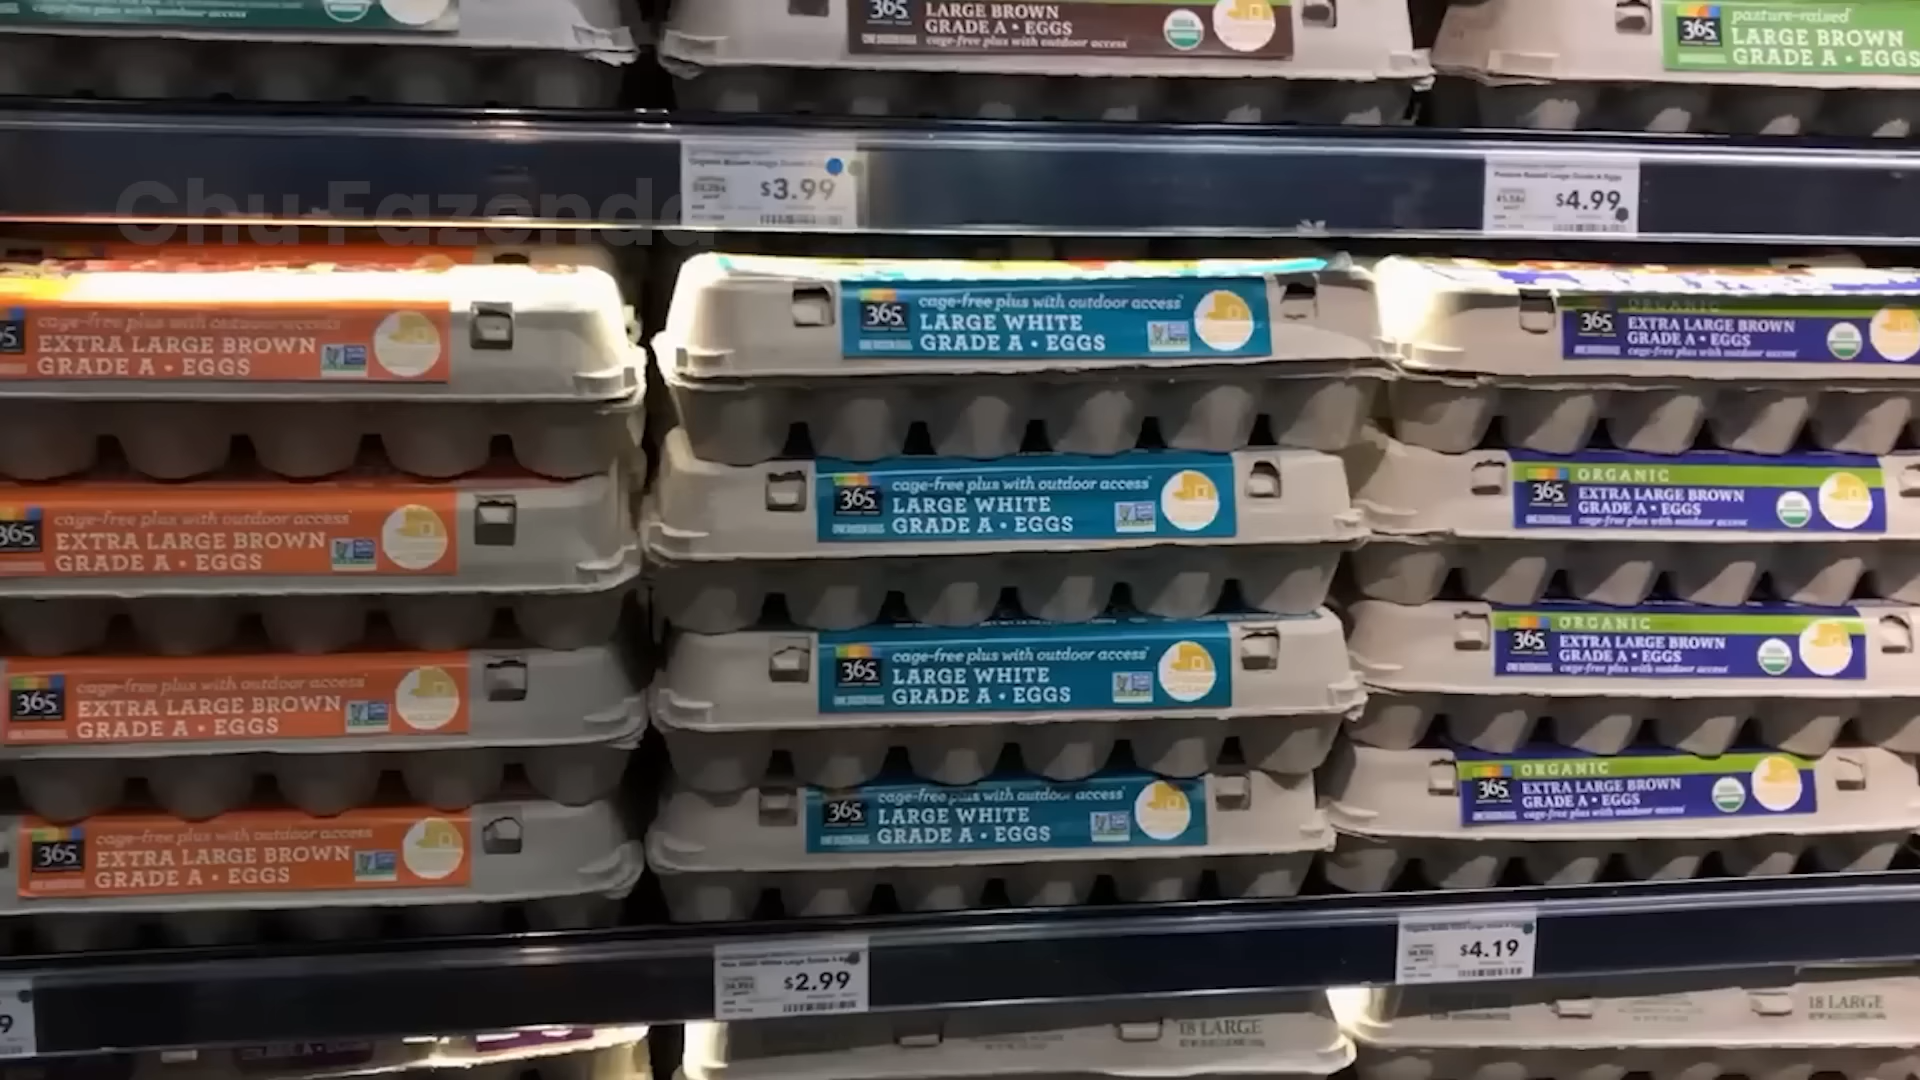 365
LARGE BROWN
GRADE A • EGGS
cage-free plus with outdoor access
365
pasture-raised
LARGE BROWN
GRADE A • EGGS
$3.99
$4.99
Chu Fazenda
cage-free plus with outdoor access
EXTRA LARGE BROWN
GRADE A • EGGS
365
cage-free plus with outdoor access
LARGE WHITE
GRADE A • EGGS
ORGANIC
365
EXTRA LARGE BROWN
GRADE A • EGGS
cage-free plus with outdoor access
365
cage-free plus with outdoor access
EXTRA LARGE BROWN
GRADE A • EGGS
365
cage-free plus with outdoor access
LARGE WHITE
GRADE A • EGGS
ORGANIC
365
EXTRA LARGE BROWN
GRADE A • EGGS
cage-free plus with outdoor access
365
cage-free plus with outdoor access
EXTRA LARGE BROWN
GRADE A • EGGS
365
cage-free plus with outdoor access
LARGE WHITE
GRADE A • EGGS
ORGANIC
365
EXTRA LARGE BROWN
GRADE A • EGGS
cage-free plus with outdoor access
365
cage-free plus with outdoor access
EXTRA LARGE BROWN
GRADE A • EGGS
365
cage-free plus with outdoor access
LARGE WHITE
GRADE A • EGGS
ORGANIC
365
EXTRA LARGE BROWN
GRADE A • EGGS
cage-free plus with outdoor access
9
$2.99
$4.19
18 LARGE
18 LARGE